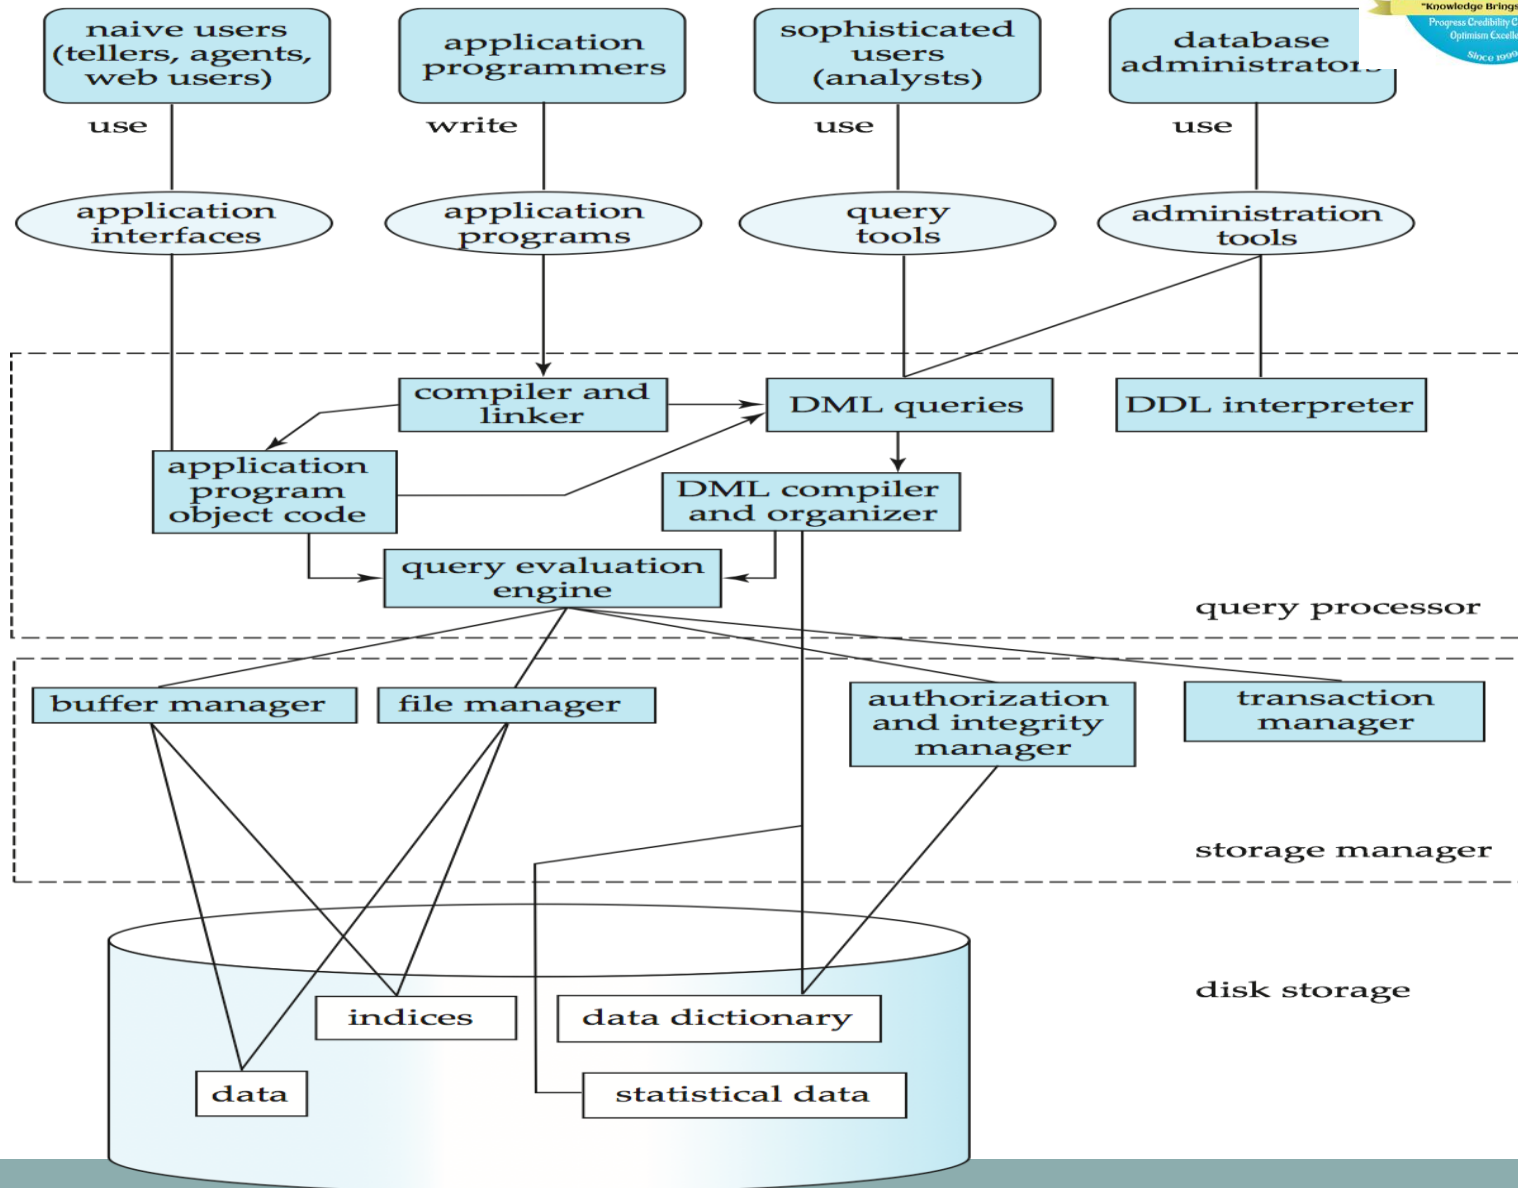 naive users
(tellers, agents,
web users)
application
programmers
sophisticated
users
(analysts)
database
administrators
"Knowledge Brings
Progress Credibility
Optimism
Since 1999
use
write
use
use
application
interfaces
application
programs
query
tools
administration
tools
compiler and
linker
DML queries
DDL interpreter
application
program
object code
DML compiler
and organizer
query evaluation
engine
query processor
buffer manager
file manager
authorization
and integrity
manager
transaction
manager
storage manager
indices
data dictionary
disk storage
data
statistical data